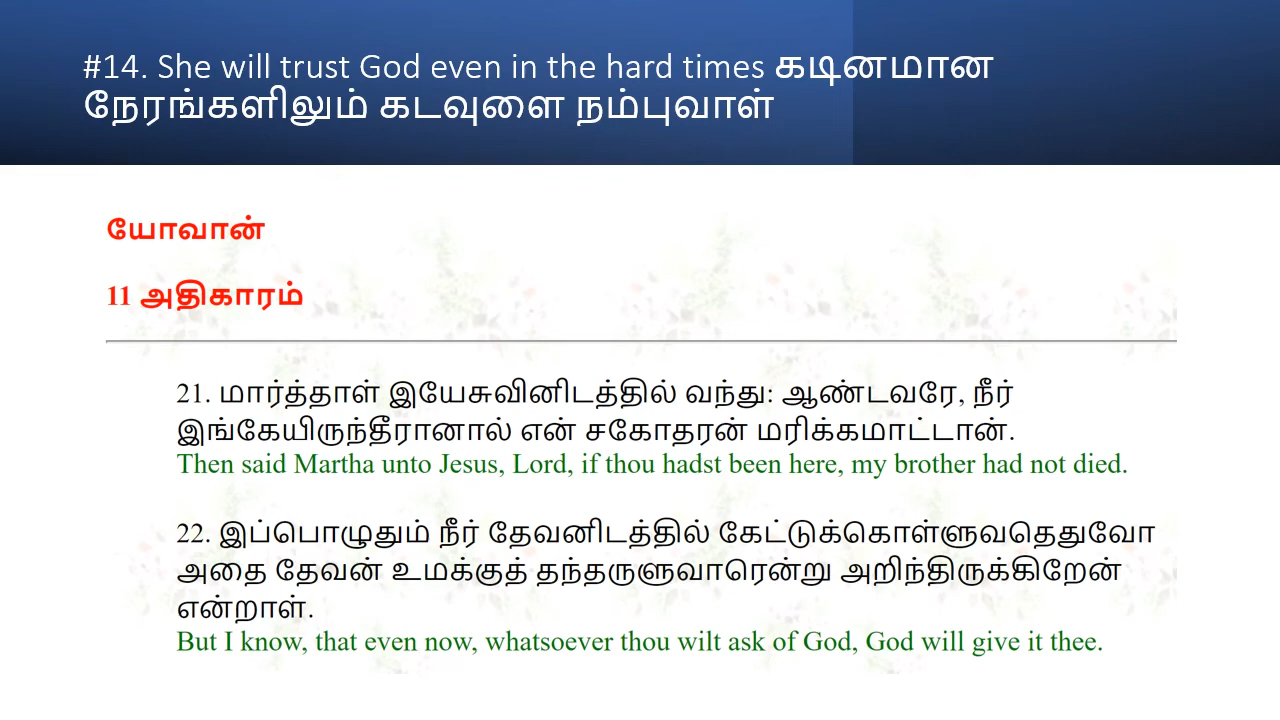 #14. She will trust God even in the hard times கடினமான
நேரங்களிலும் கடவுளை நம்புவாள்
யோவான்
11 அதிகாரம்
21. மார்த்தாள் இயேசுவினிடத்தில் வந்து: ஆண்டவரே, நீர்
இங்கேயிருந்தீரானால் என் சகோதரன் மரிக்கமாட்டான்.
Then said Martha unto Jesus, Lord, if thou hadst been here, my brother had not died.
22. இப்பொழுதும் நீர் தேவனிடத்தில் கேட்டுக்கொள்ளுவதெதுவோ
அதை தேவன் உமக்குத் தந்தருளுவாரென்று அறிந்திருக்கிறேன்
என்றாள்.
But I know, that even now, whatsoever thou wilt ask of God, God will give it thee.